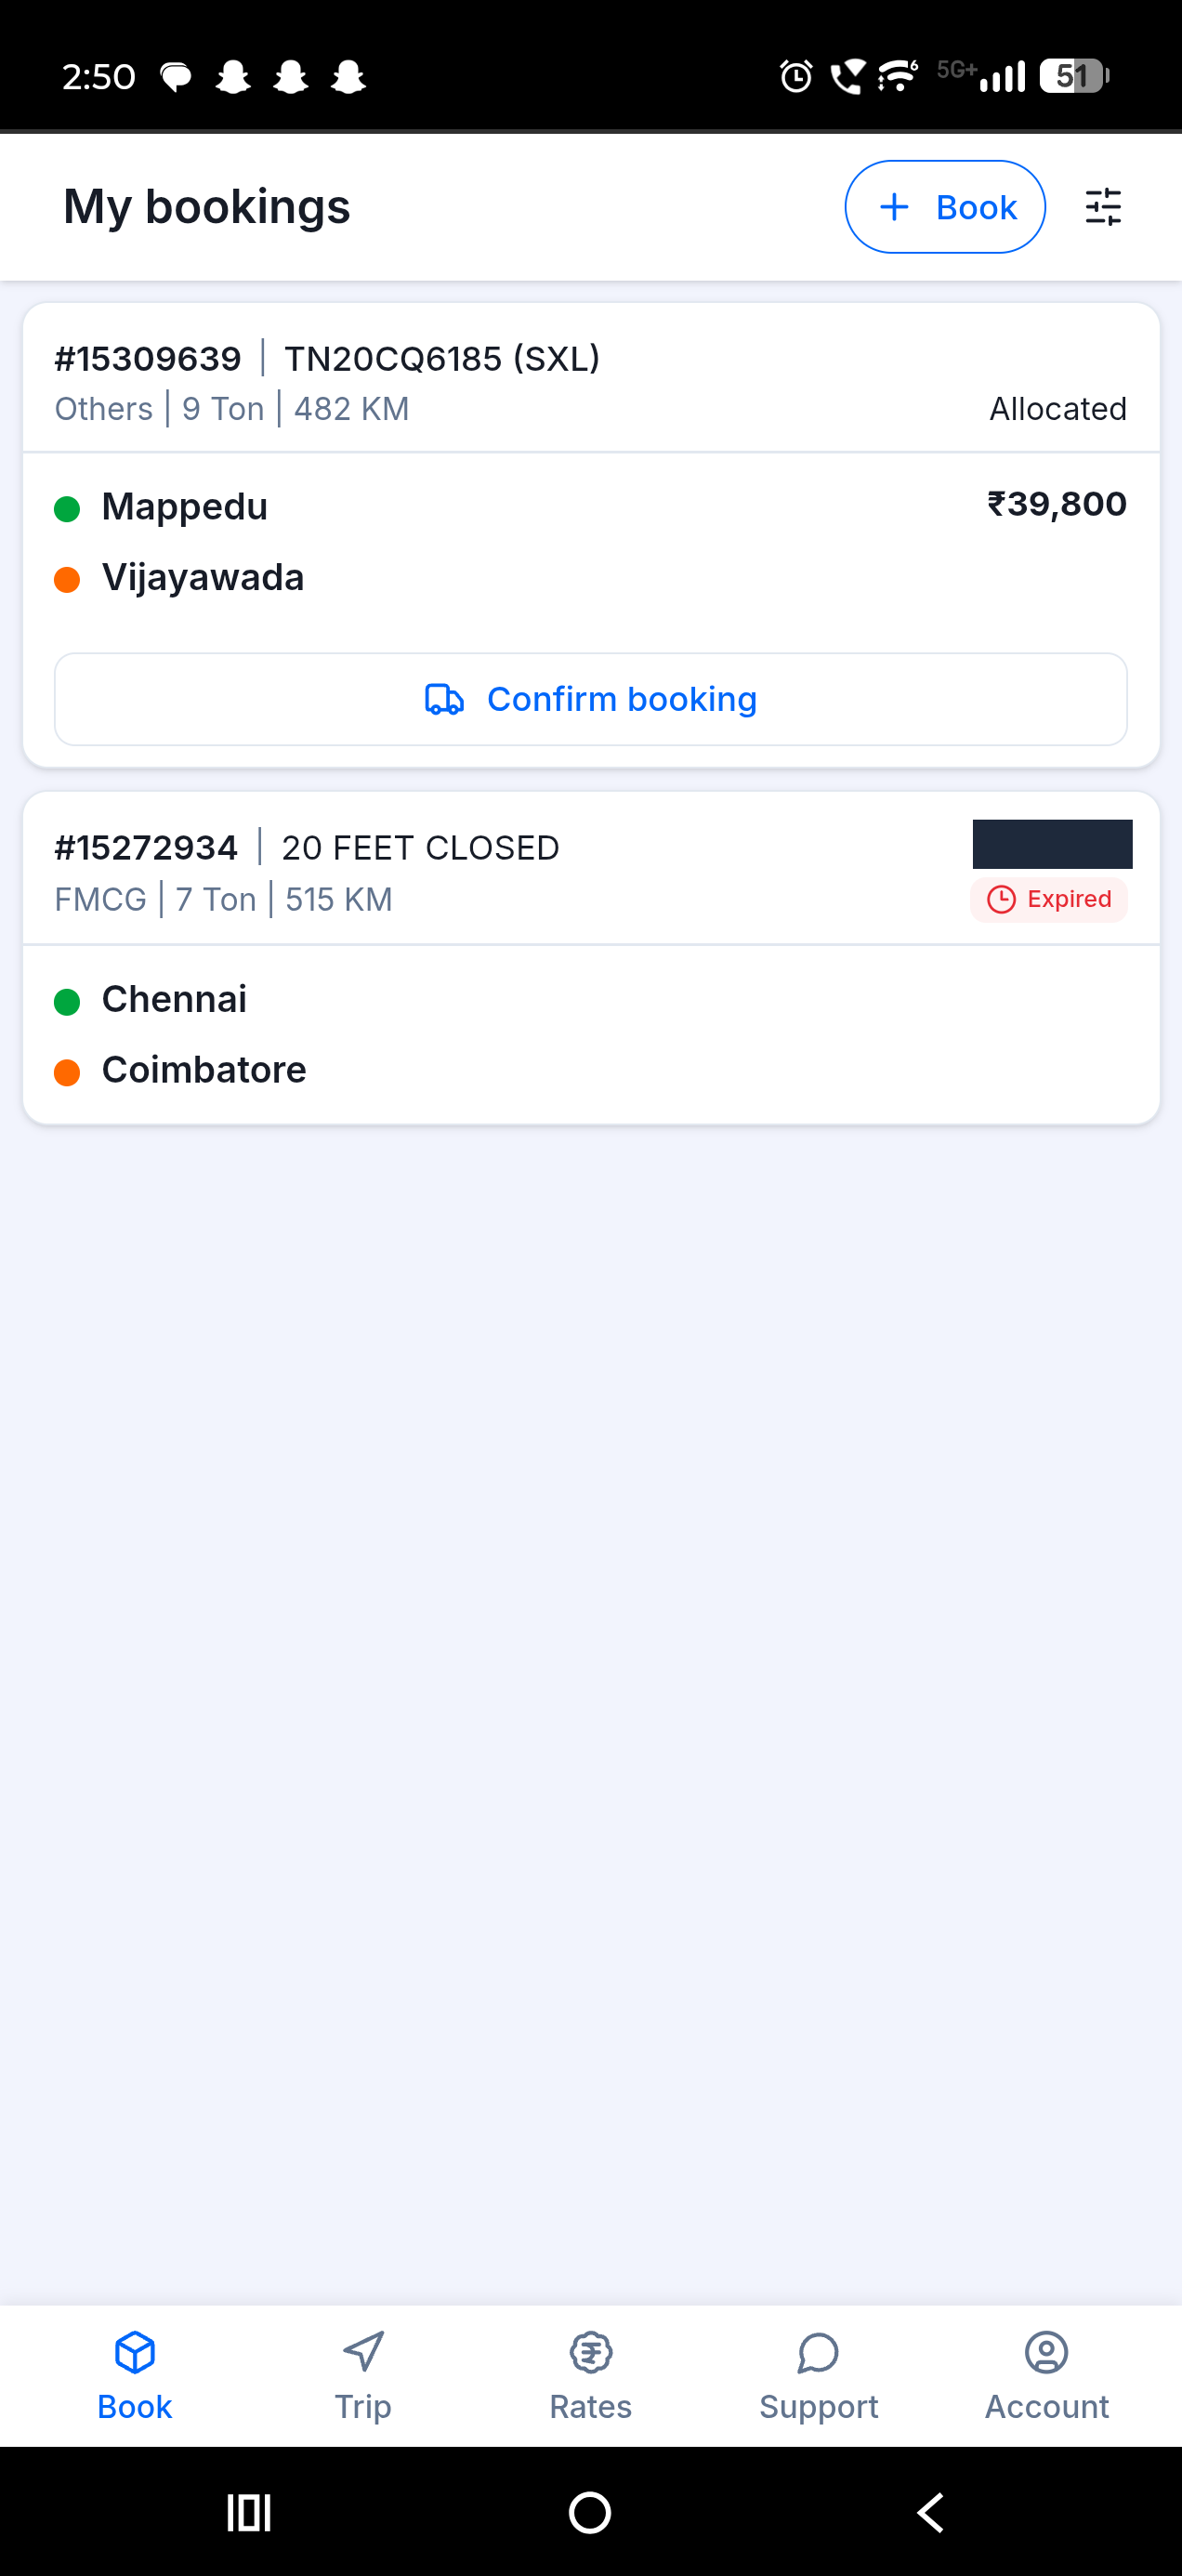 2:50
6 5G+ 51
My bookings
+ Book
#15309639 | TN20CQ6185 (SXL)
Others | 9 Ton | 482 KM
Allocated
Mappedu
₹39,800
Vijayawada
Confirm booking
#15272934 | 20 FEET CLOSED
FMCG | 7 Ton | 515 KM
Expired
Chennai
Coimbatore
Book
Trip
Rates
Support
Account